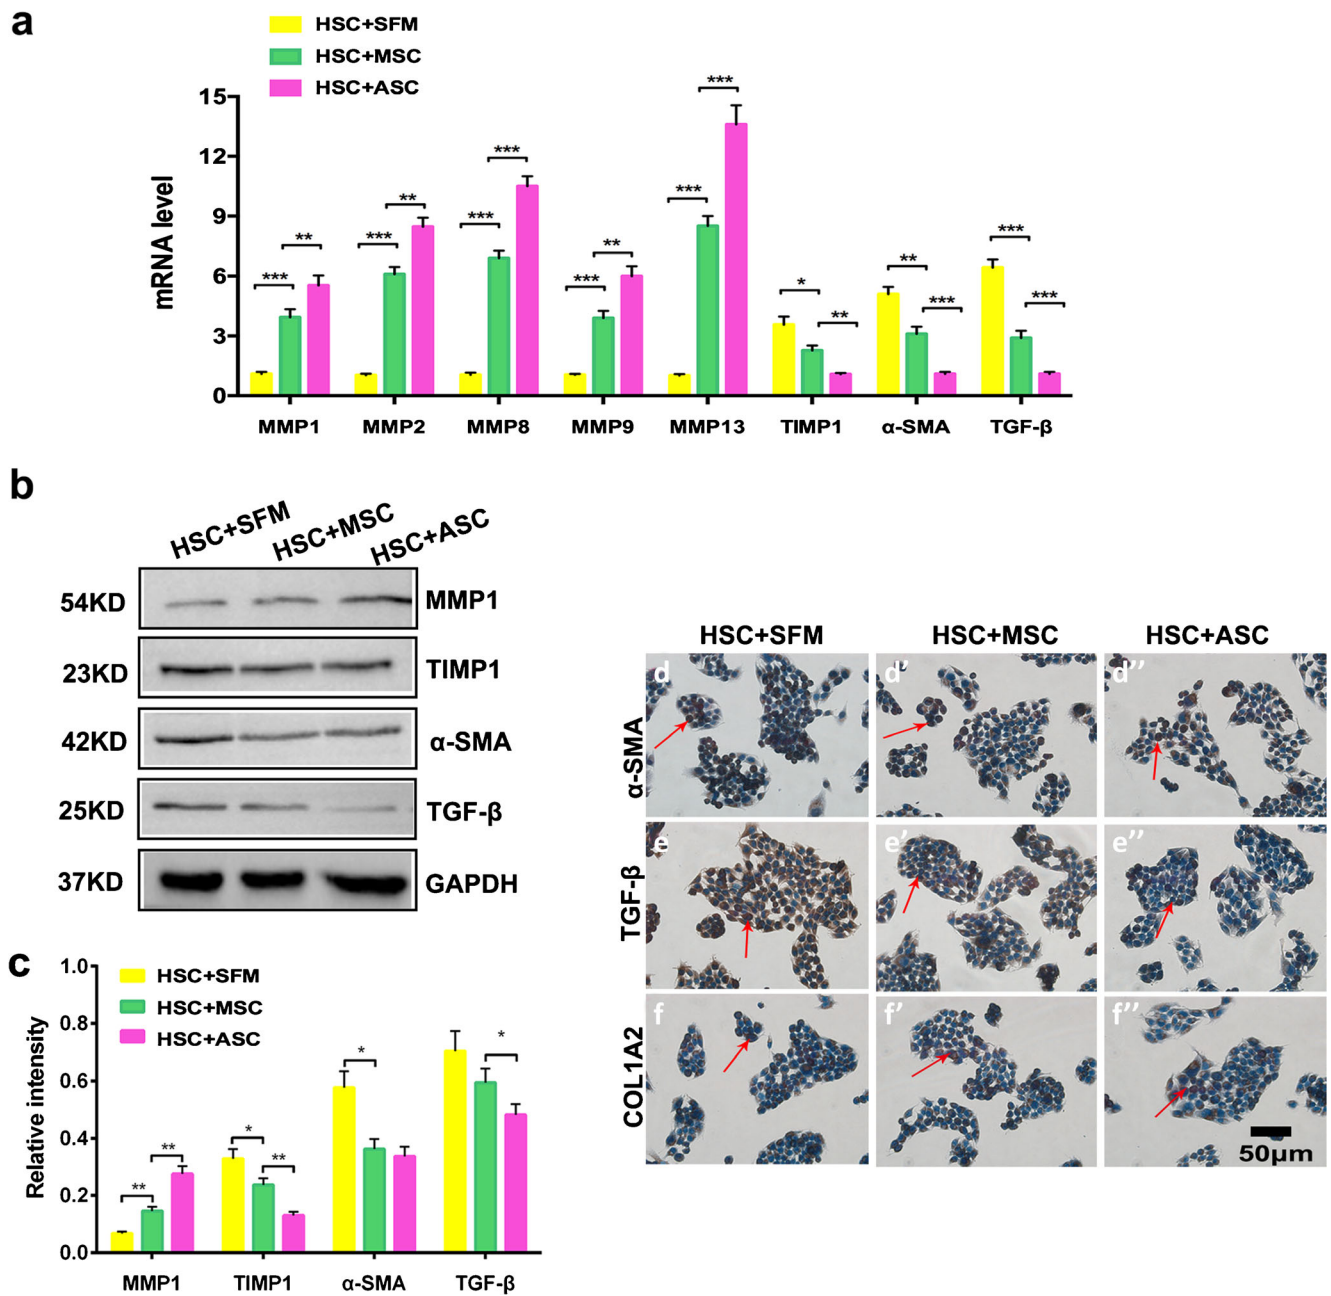 a
HSC+SFM
HSC+MSC
HSC+ASC
mRNA level
15
12
9
6
3
0
*** ** *** ** *** *** *** ** *** *** * ** ** *** *** ***
MMP1 MMP2 MMP8 MMP9 MMP13 TIMP1 α-SMA TGF-β
b
HSC+SFM HSC+MSC HSC+ASC
54KD MMP1
23KD TIMP1
42KD α-SMA
25KD TGF-β
37KD GAPDH
c
HSC+SFM
HSC+MSC
HSC+ASC
Relative intensity
1.0
0.8
0.6
0.4
0.2
0.0
** ** * ** * *
MMP1 TIMP1 α-SMA TGF-β
HSC+SFM HSC+MSC HSC+ASC
α-SMA
d d' d''
TGF-β
e e' e''
COL1A2
f f' f''
50μm